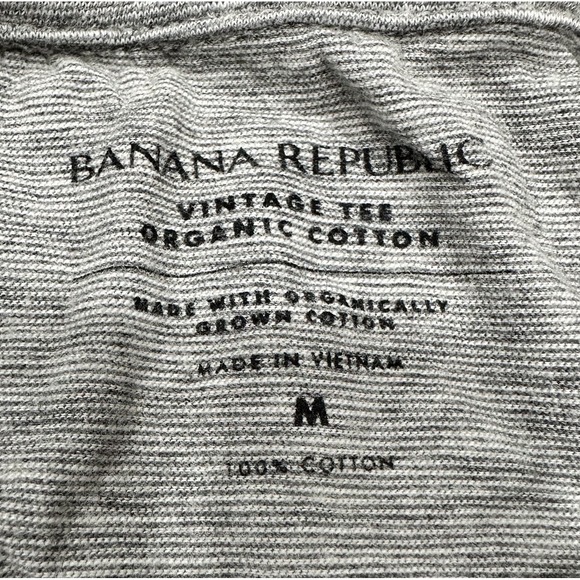 BANANA REPUBLIC
VINTAGE TEE
ORGANIC COTTON
MADE WITH ORGANICALLY
GROWN COTTON
MADE IN VIETNAM
M
100% COTTON